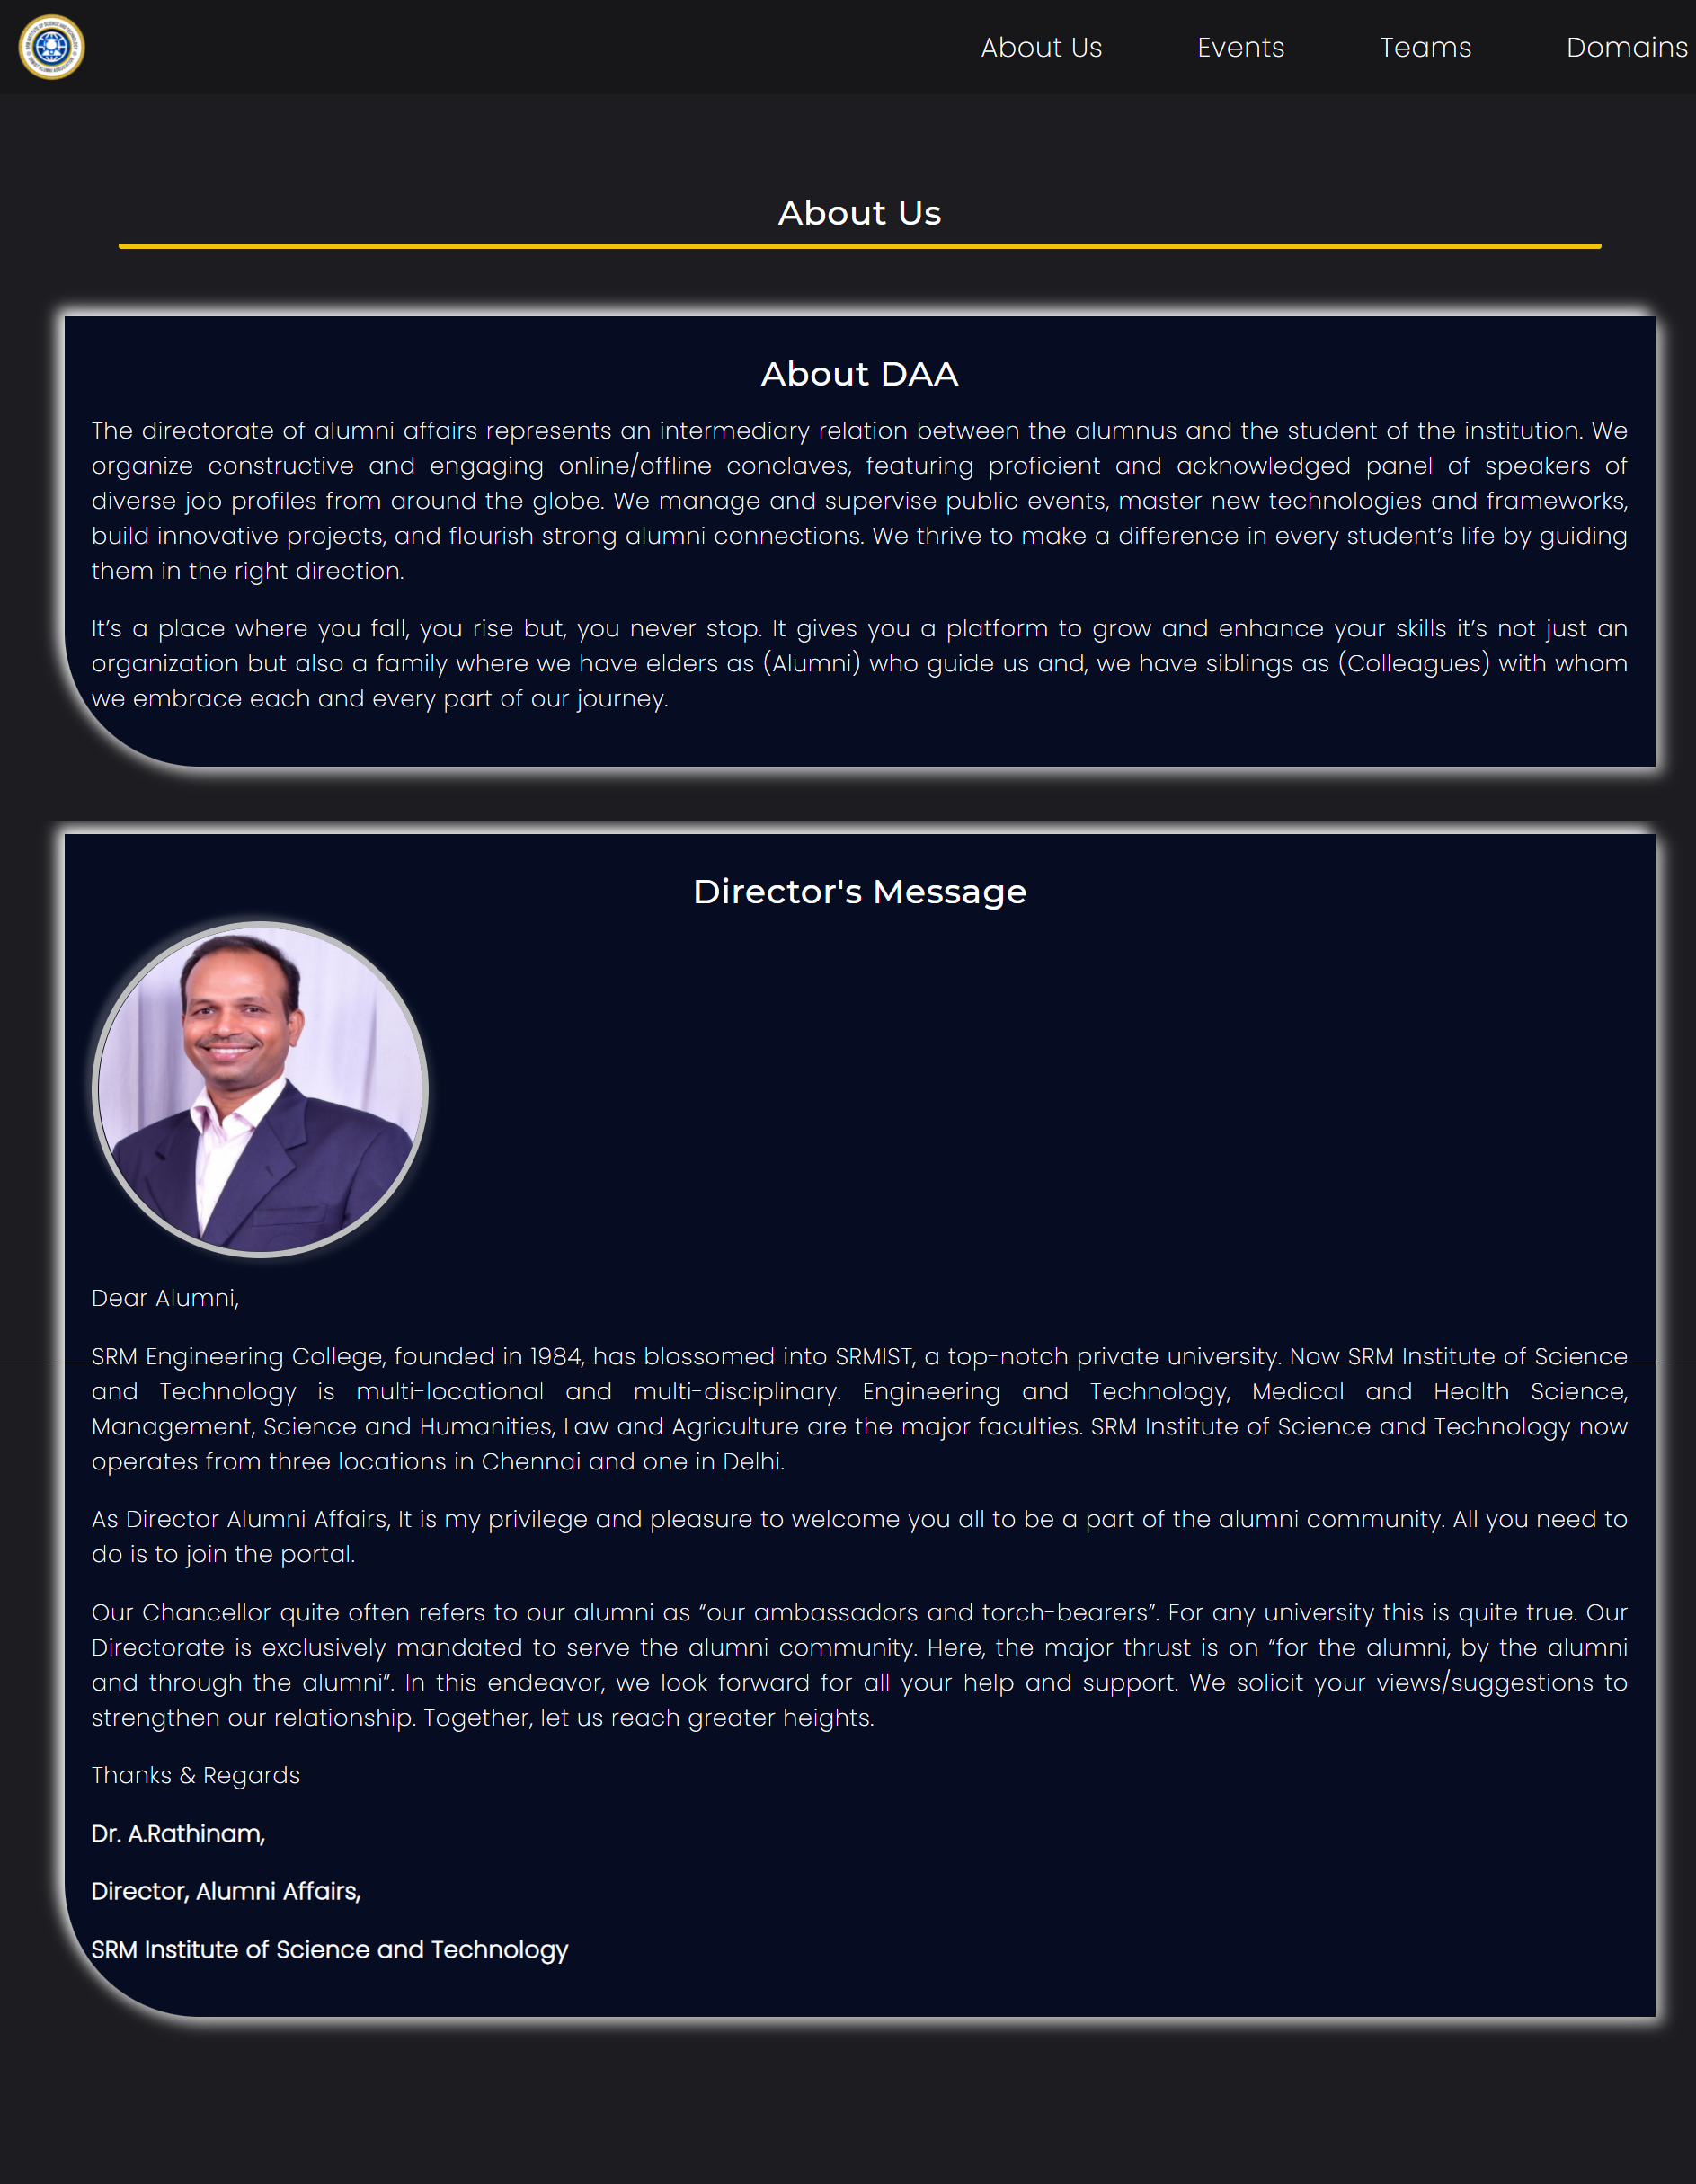 About Us
Events
Teams
Domains
About Us
About DAA
The directorate of alumni affairs represents an intermediary relation between the alumnus and the student of the institution. We
organize constructive and engaging online/offline conclaves, featuring proficient and acknowledged panel of speakers of
diverse job profiles from around the globe. We manage and supervise public events, master new technologies and frameworks,
build innovative projects, and flourish strong alumni connections. We thrive to make a difference in every student’s life by guiding
them in the right direction.
It’s a place where you fall, you rise but, you never stop. It gives you a platform to grow and enhance your skills it’s not just an
organization but also a family where we have elders as (Alumni) who guide us and, we have siblings as (Colleagues) with whom
we embrace each and every part of our journey.
Director's Message
Dear Alumni,
SRM Engineering College, founded in 1984, has blossomed into SRMIST, a top-notch private university. Now SRM Institute of Science
and Technology is multi-locational and multi-disciplinary. Engineering and Technology, Medical and Health Science,
Management, Science and Humanities, Law and Agriculture are the major faculties. SRM Institute of Science and Technology now
operates from three locations in Chennai and one in Delhi.
As Director Alumni Affairs, It is my privilege and pleasure to welcome you all to be a part of the alumni community. All you need to
do is to join the portal.
Our Chancellor quite often refers to our alumni as “our ambassadors and torch-bearers”. For any university this is quite true. Our
Directorate is exclusively mandated to serve the alumni community. Here, the major thrust is on “for the alumni, by the alumni
and through the alumni”. In this endeavor, we look forward for all your help and support. We solicit your views/suggestions to
strengthen our relationship. Together, let us reach greater heights.
Thanks & Regards
Dr. A.Rathinam,
Director, Alumni Affairs,
SRM Institute of Science and Technology